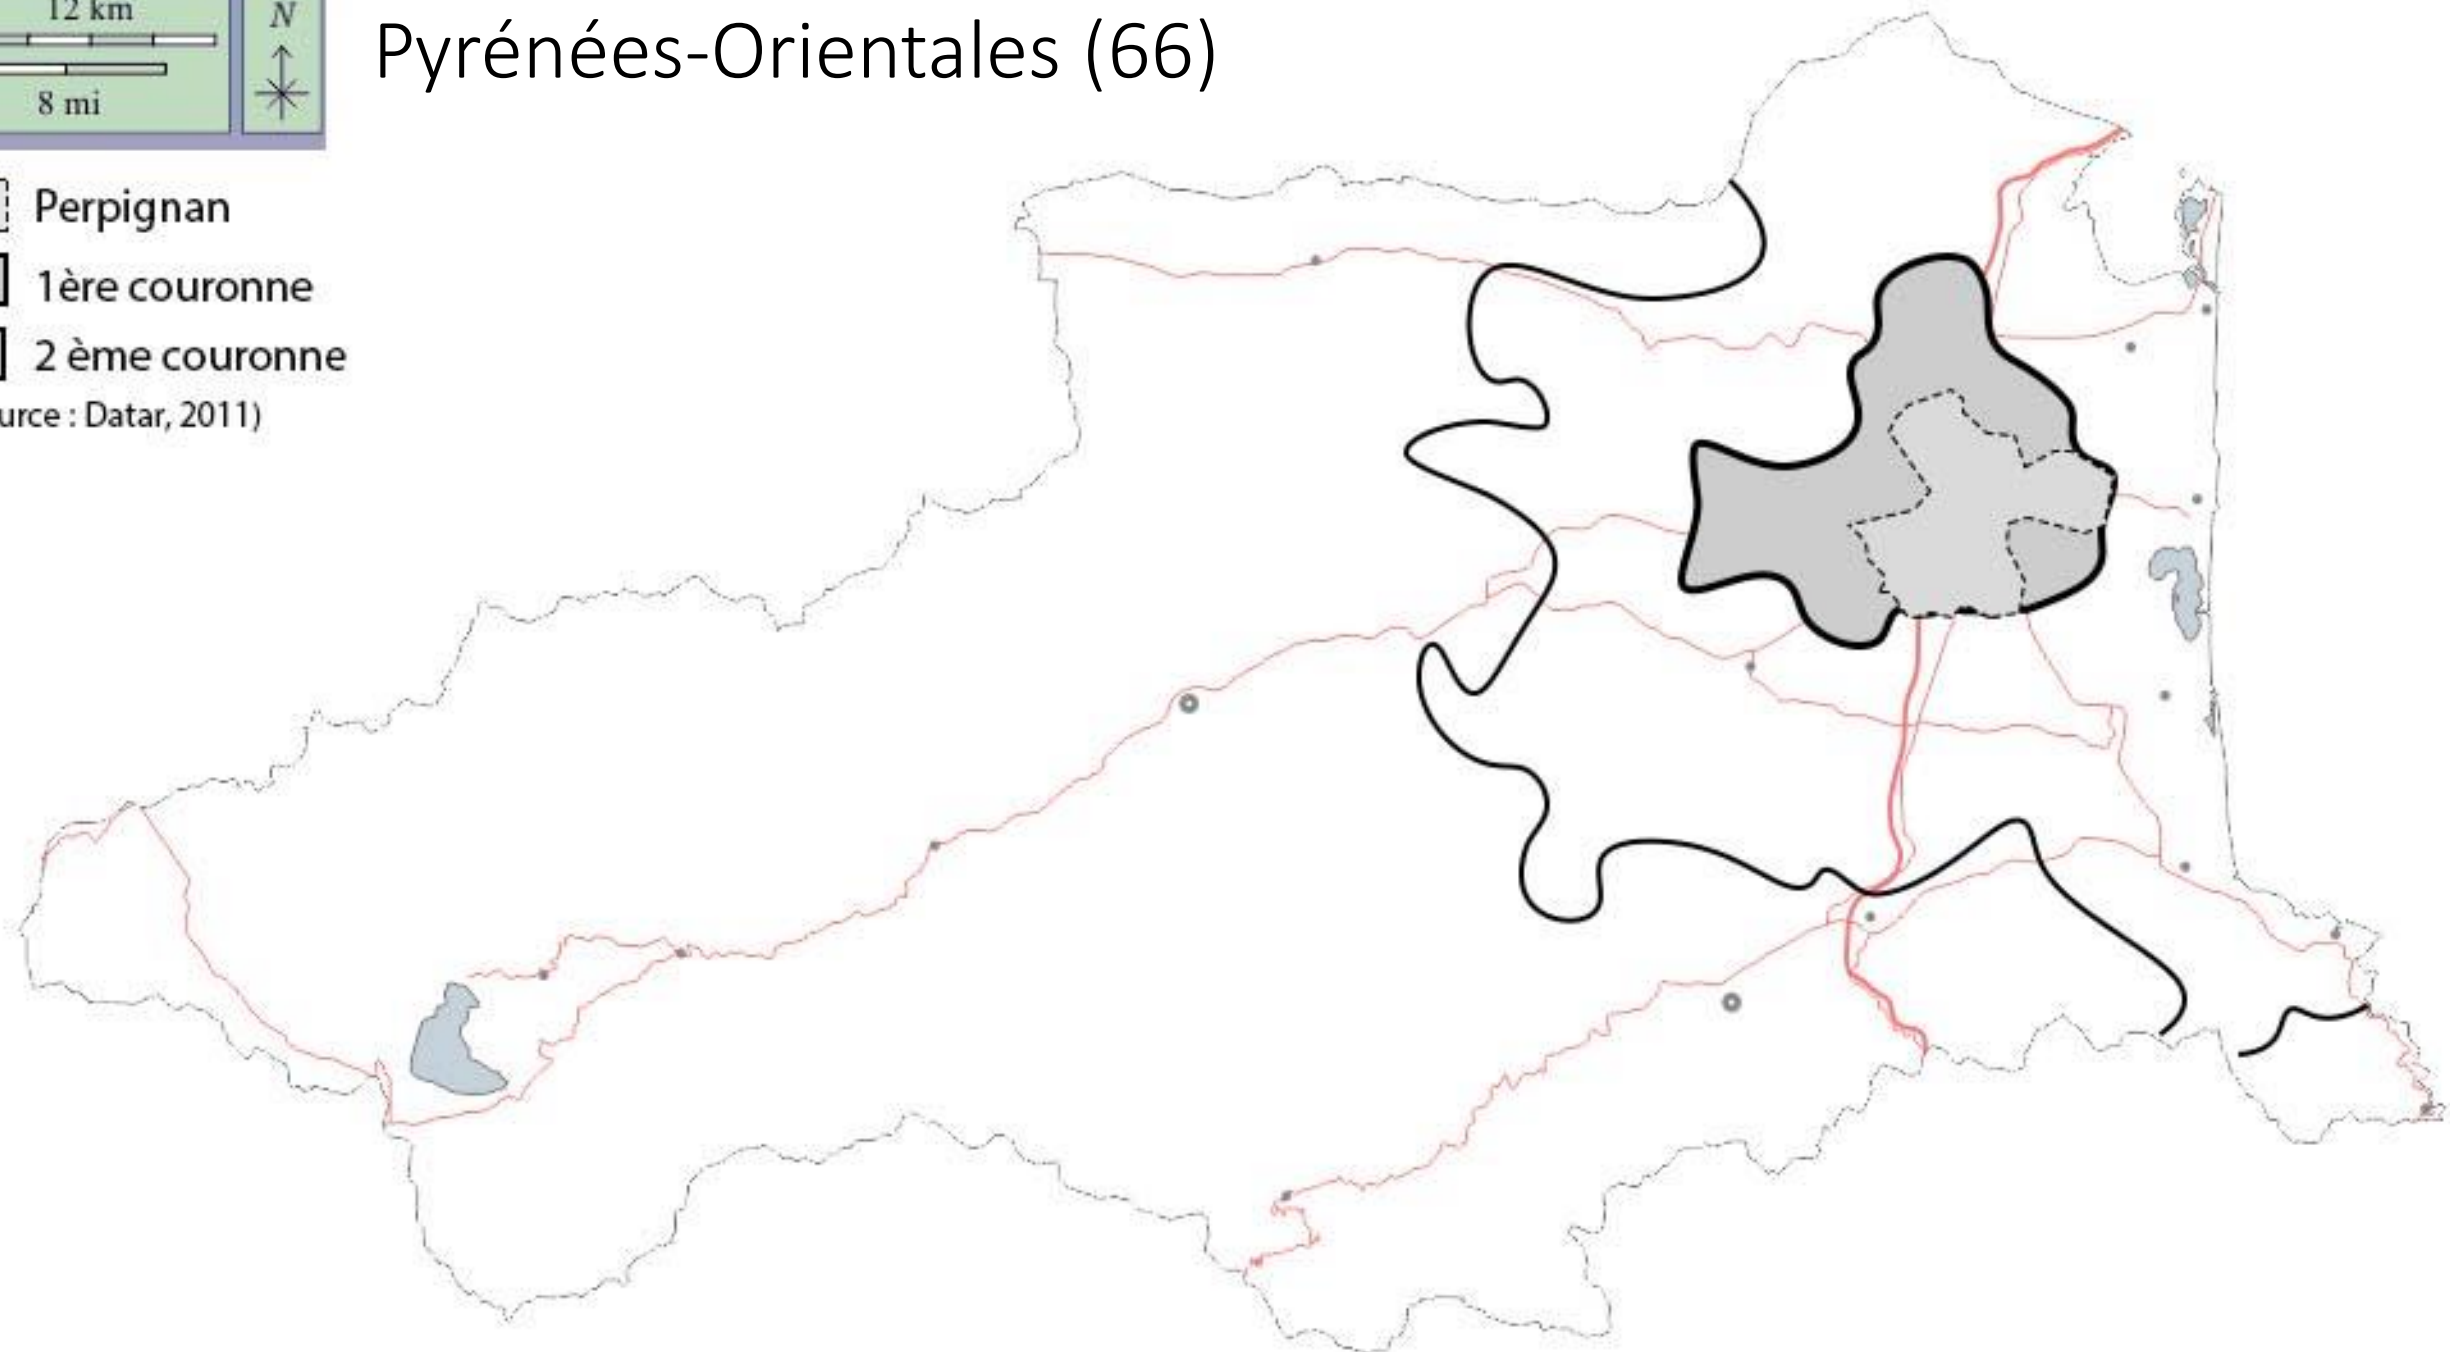 12 km
N
8 mi
Pyrénées-Orientales (66)
Perpignan
1ère couronne
2 ème couronne
urce : Datar, 2011)